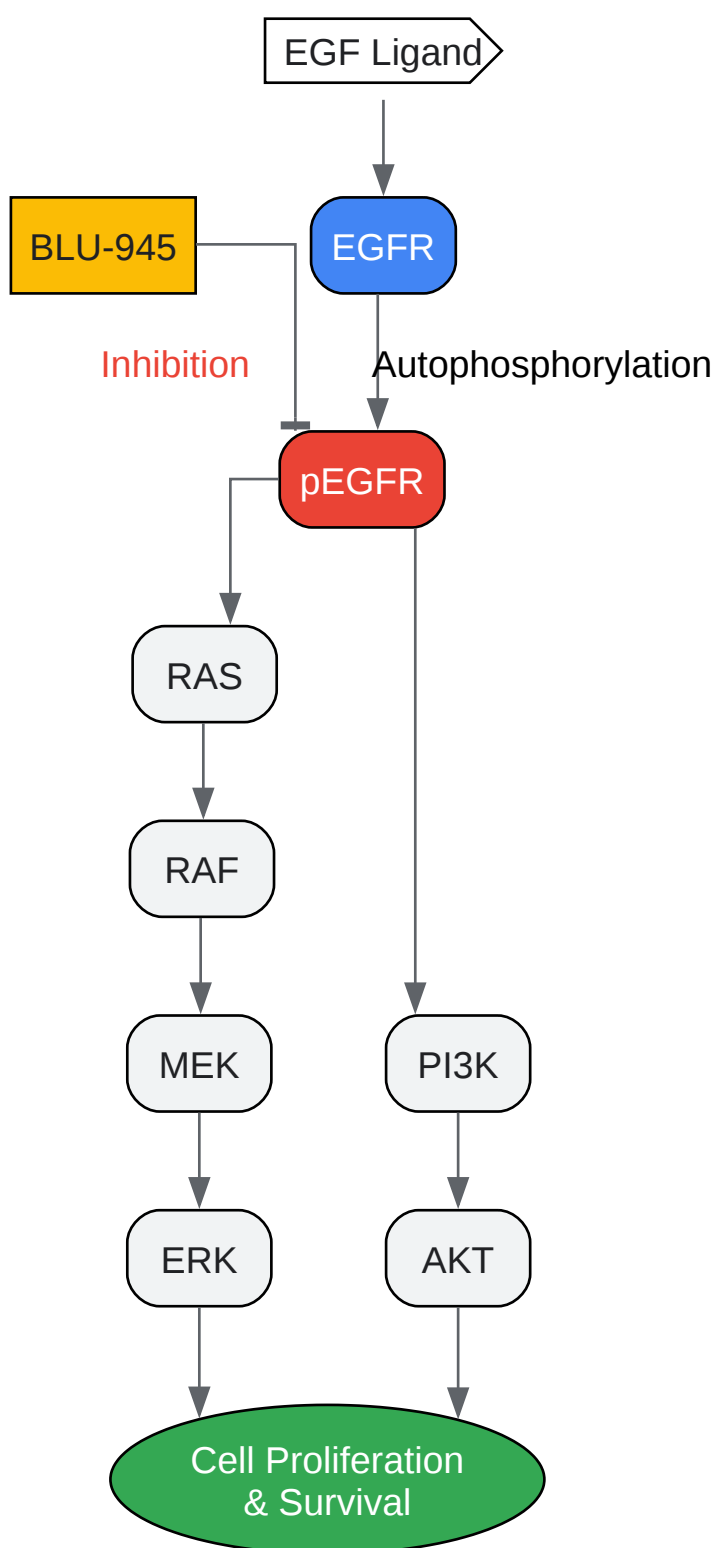 EGF Ligand
BLU-945
EGFR
Inhibition
Autophosphorylation
pEGFR
RAS
RAF
MEK
PI3K
ERK
AKT
Cell Proliferation
& Survival